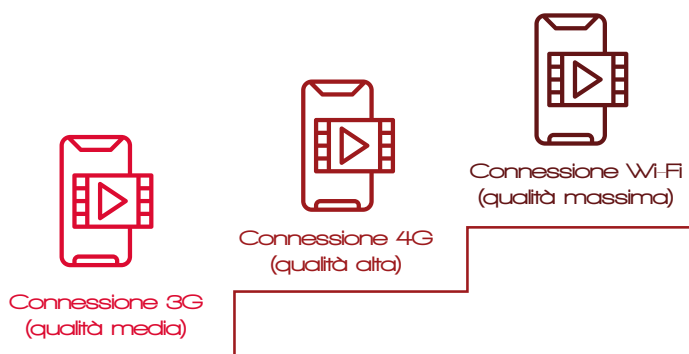 Connessione Wi-Fi
(qualità massima)
Connessione 4G
(qualità alta)
Connessione 3G
(qualità media)